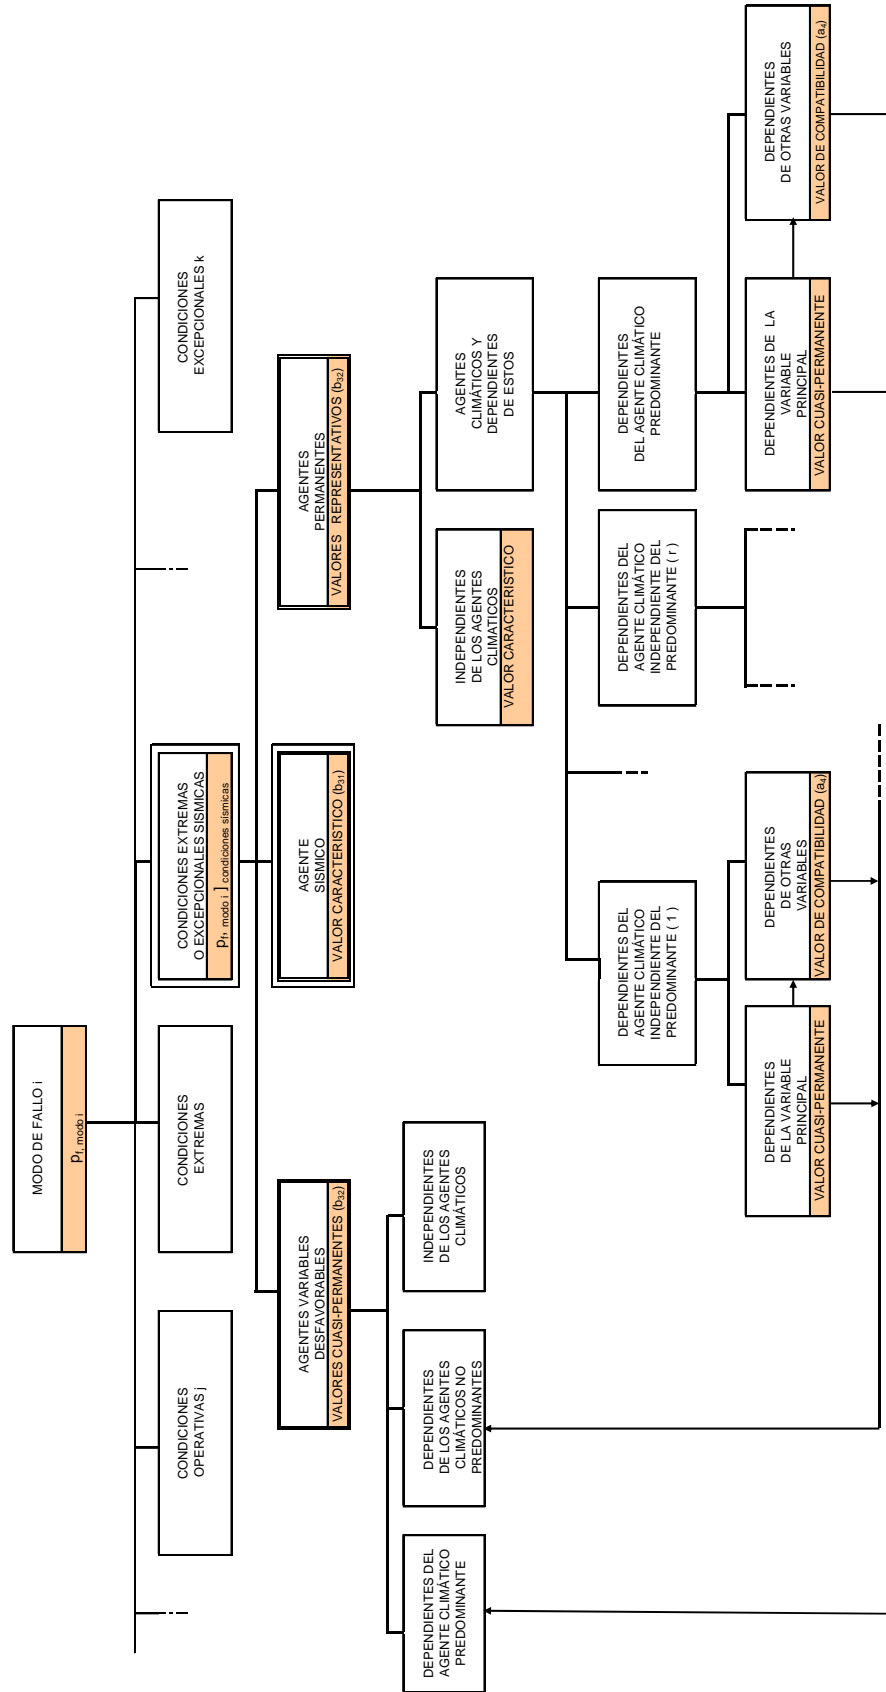 MODO DE FALLO i
pf, modo i
CONDICIONES
OPERATIVAS j
CONDICIONES
EXTREMAS
CONDICIONES EXTREMAS
O EXCEPCIONALES SISMICAS
pf, modo i ] condiciones sísmicas
CONDICIONES
EXCEPCIONALES k
AGENTES VARIABLES
DESFAVORABLES
VALORES CUASI-PERMANENTES (b32)
AGENTE
SISMICO
VALOR CARACTERISTICO (b31)
AGENTES
PERMANENTES
VALORES REPRESENTATIVOS (b32)
DEPENDIENTES DEL
AGENTE CLIMÁTICO
PREDOMINANTE
DEPENDIENTES
DE LOS AGENTES
CLIMÁTICOS NO
PREDOMINANTES
INDEPENDIENTES
DE LOS AGENTES
CLIMÁTICOS
INDEPENDIENTES
DE LOS AGENTES
CLIMATICOS
VALOR CARACTERISTICO
AGENTES
CLIMÁTICOS Y
DEPENDIENTES
DE ESTOS
DEPENDIENTES DEL
AGENTE CLIMÁTICO
INDEPENDIENTE DEL
PREDOMINANTE ( 1 )
DEPENDIENTES DEL
AGENTE CLIMÁTICO
INDEPENDIENTE DEL
PREDOMINANTE ( r )
DEPENDIENTES
DEL AGENTE CLIMÁTICO
PREDOMINANTE
DEPENDIENTES
DE LA VARIABLE
PRINCIPAL
VALOR CUASI-PERMANENTE
DEPENDIENTES
DE OTRAS
VARIABLES
VALOR DE COMPATIBILIDAD (a4)
DEPENDIENTES DE LA
VARIABLE
PRINCIPAL
VALOR CUASI-PERMANENTE
DEPENDIENTES
DE OTRAS VARIABLES
VALOR DE COMPATIBILIDAD (a4)